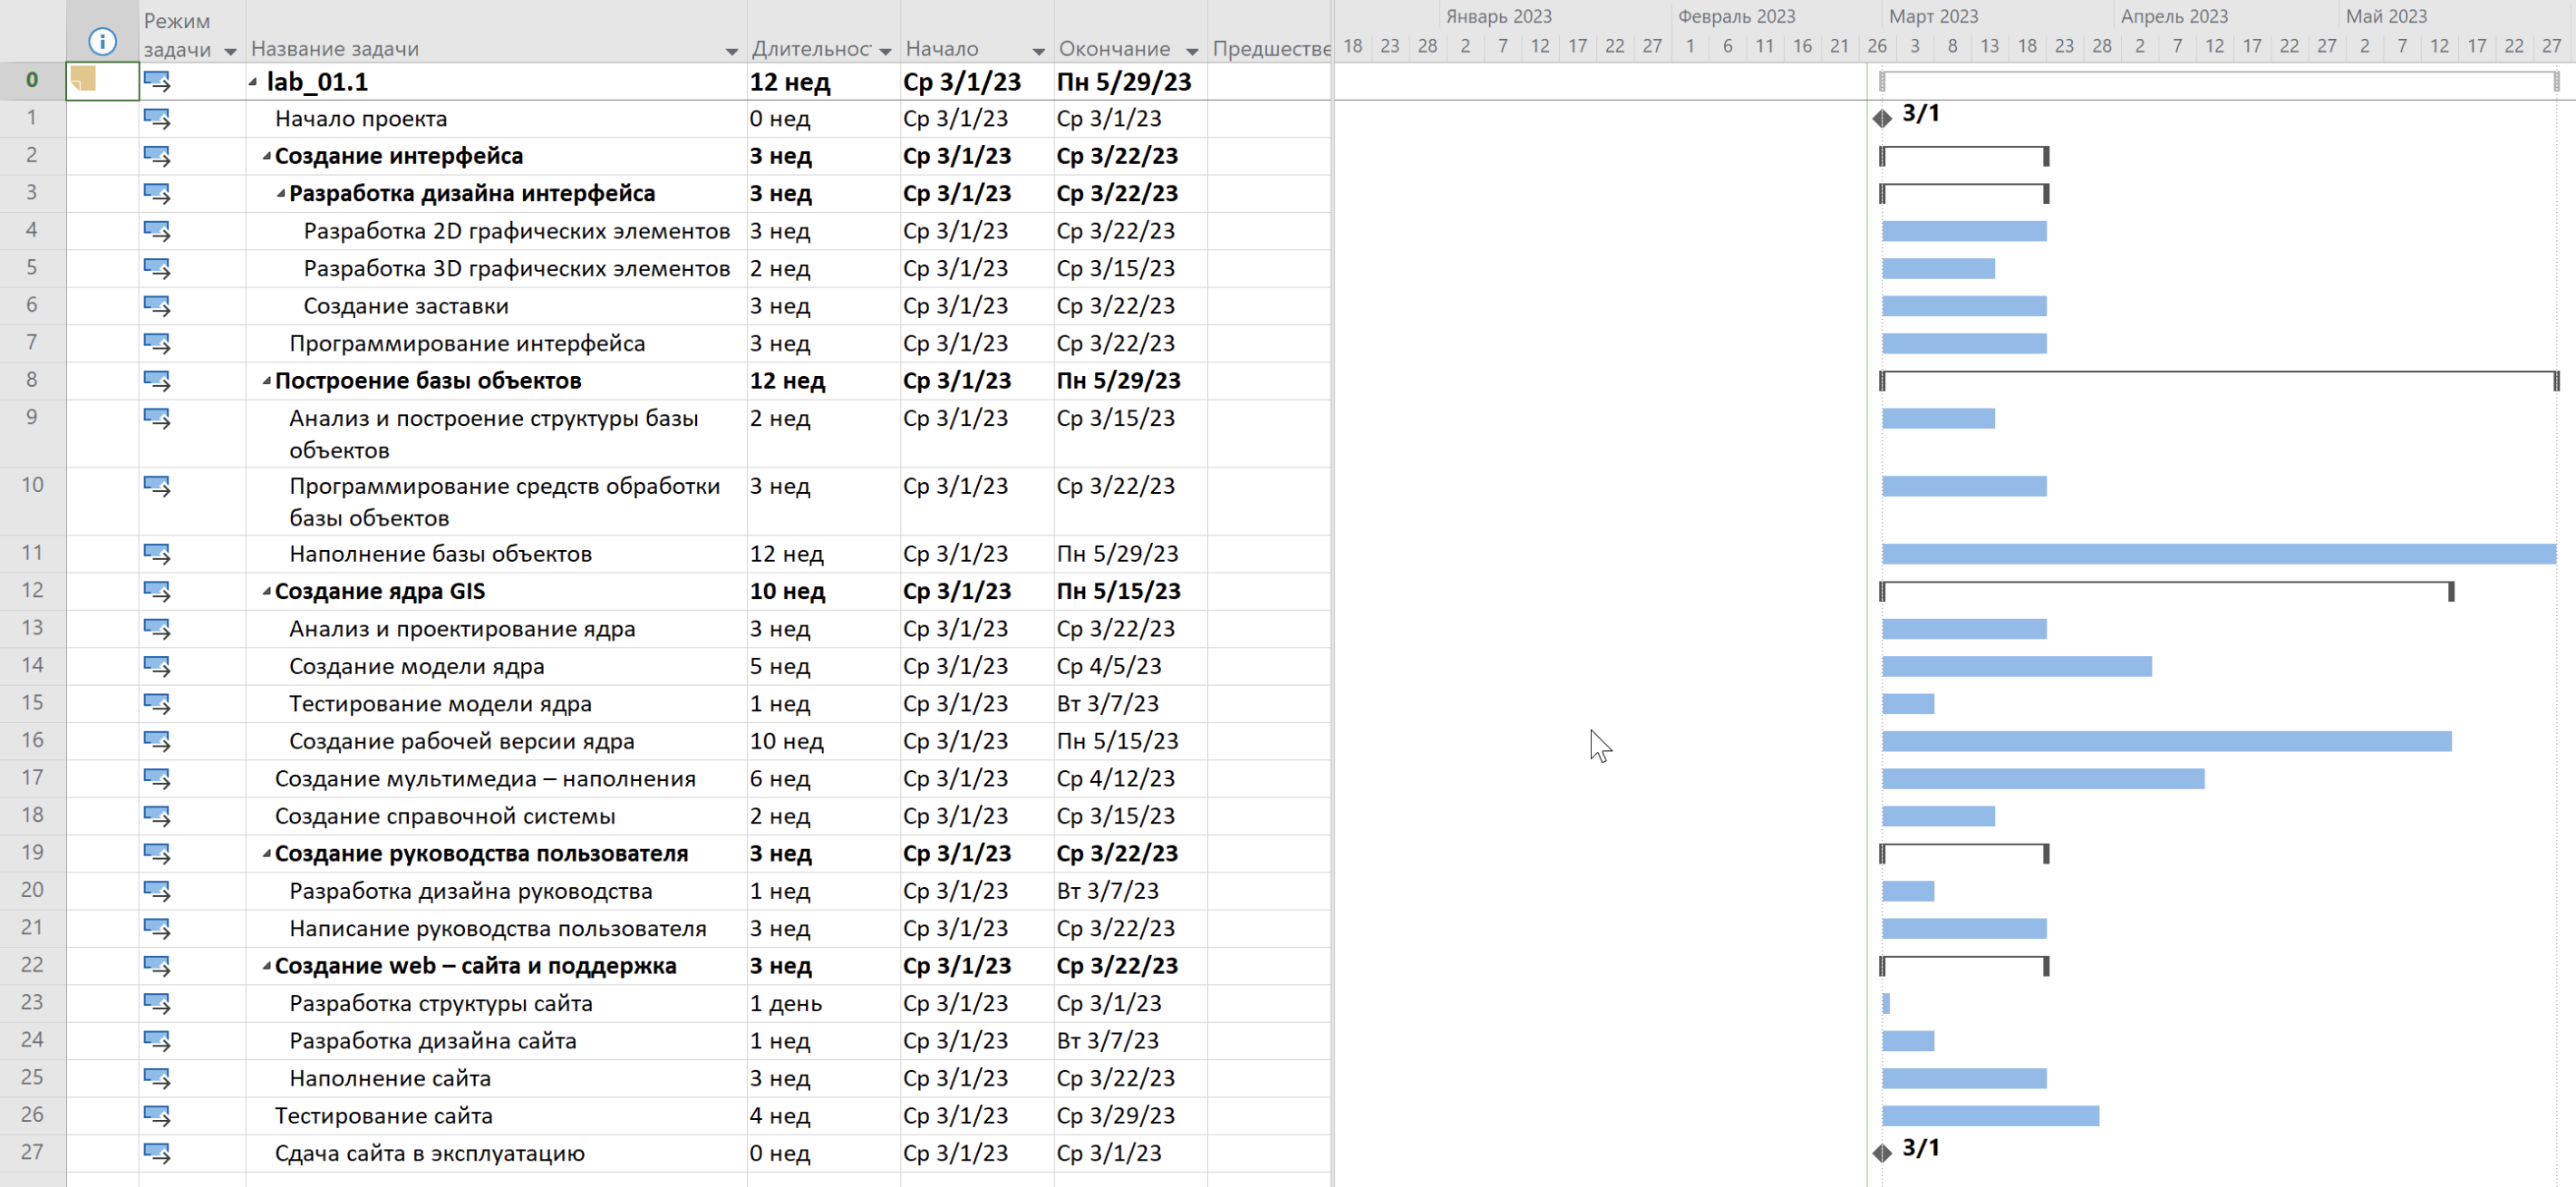 Режим задачи Название задачи Длительнос Начало Окончание Предшестве
Январь 2023 Февраль 2023 Март 2023 Апрель 2023 Май 2023
18 23 28 2 7 12 17 22 27 1 6 11 16 21 26 3 8 13 18 23 28 2 7 12 17 22 27 2 7 12 17 22 27
0 lab_01.1 12 нед Ср 3/1/23 Пн 5/29/23
1 Начало проекта 0 нед Ср 3/1/23 Ср 3/1/23 3/1
2 Создание интерфейса 3 нед Ср 3/1/23 Ср 3/22/23
3 Разработка дизайна интерфейса 3 нед Ср 3/1/23 Ср 3/22/23
4 Разработка 2D графических элементов 3 нед Ср 3/1/23 Ср 3/22/23
5 Разработка 3D графических элементов 2 нед Ср 3/1/23 Ср 3/15/23
6 Создание заставки 3 нед Ср 3/1/23 Ср 3/22/23
7 Программирование интерфейса 3 нед Ср 3/1/23 Ср 3/22/23
8 Построение базы объектов 12 нед Ср 3/1/23 Пн 5/29/23
9 Анализ и построение структуры базы 2 нед Ср 3/1/23 Ср 3/15/23
объектов
10 Программирование средств обработки 3 нед Ср 3/1/23 Ср 3/22/23
базы объектов
11 Наполнение базы объектов 12 нед Ср 3/1/23 Пн 5/29/23
12 Создание ядра GIS 10 нед Ср 3/1/23 Пн 5/15/23
13 Анализ и проектирование ядра 3 нед Ср 3/1/23 Ср 3/22/23
14 Создание модели ядра 5 нед Ср 3/1/23 Ср 4/5/23
15 Тестирование модели ядра 1 нед Ср 3/1/23 Вт 3/7/23
16 Создание рабочей версии ядра 10 нед Ср 3/1/23 Пн 5/15/23
17 Создание мультимедиа – наполнения 6 нед Ср 3/1/23 Ср 4/12/23
18 Создание справочной системы 2 нед Ср 3/1/23 Ср 3/15/23
19 Создание руководства пользователя 3 нед Ср 3/1/23 Ср 3/22/23
20 Разработка дизайна руководства 1 нед Ср 3/1/23 Вт 3/7/23
21 Написание руководства пользователя 3 нед Ср 3/1/23 Ср 3/22/23
22 Создание web – сайта и поддержка 3 нед Ср 3/1/23 Ср 3/22/23
23 Разработка структуры сайта 1 день Ср 3/1/23 Ср 3/1/23
24 Разработка дизайна сайта 1 нед Ср 3/1/23 Вт 3/7/23
25 Наполнение сайта 3 нед Ср 3/1/23 Ср 3/22/23
26 Тестирование сайта 4 нед Ср 3/1/23 Ср 3/29/23
27 Сдача сайта в эксплуатацию 0 нед Ср 3/1/23 Ср 3/1/23 3/1